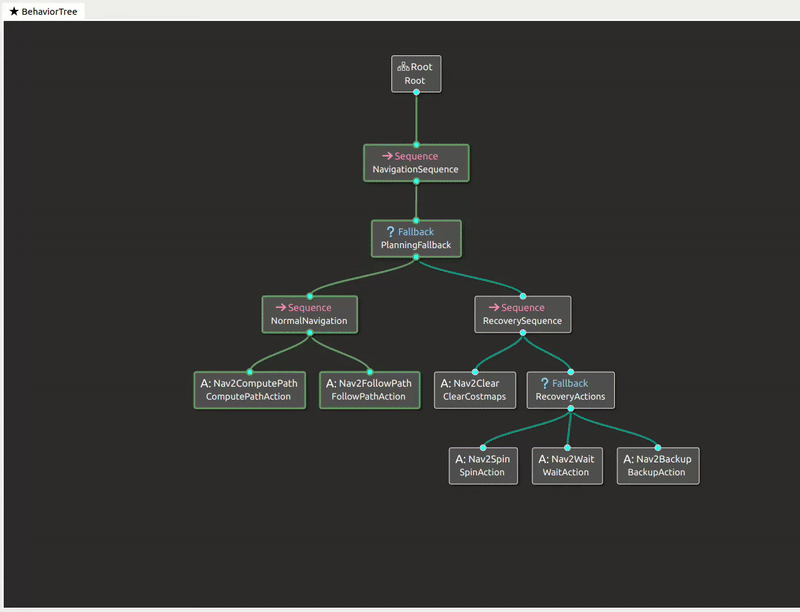 ★ BehaviorTree
Root
Root
Sequence
NavigationSequence
? Fallback
PlanningFallback
Sequence
NormalNavigation
Sequence
RecoverySequence
A: Nav2ComputePath
ComputePathAction
A: Nav2FollowPath
FollowPathAction
A: Nav2Clear
ClearCostmaps
? Fallback
RecoveryActions
A: Nav2Spin
SpinAction
A: Nav2Wait
WaitAction
A: Nav2Backup
BackupAction